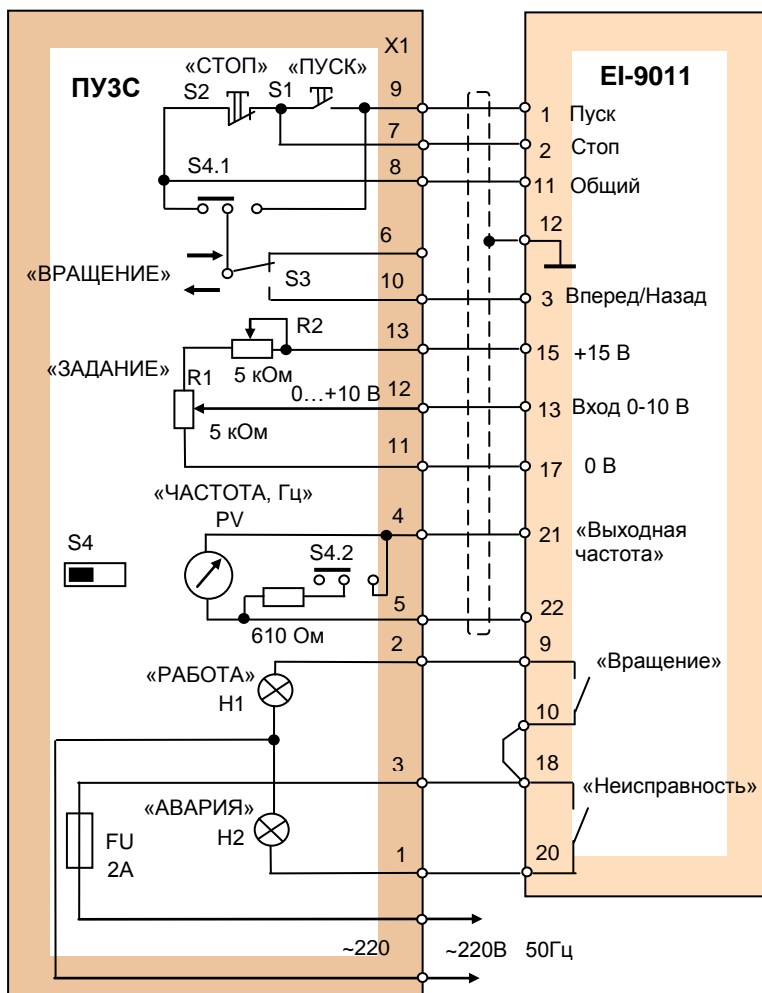 X1
ПУ3С
EI-9011
«СТОП» «ПУСК»
S2 S1 9
1 Пуск
7
2 Стоп
S4.1
8
11 Общий
12
6
«ВРАЩЕНИЕ»
S3
10
3 Вперед/Назад
R2
13
15 +15 В
«ЗАДАНИЕ»
R1
5 кОм
0…+10 В
12
13 Вход 0-10 В
5 кОм
11
17 0 В
«ЧАСТОТА, Гц»
PV
4
21 «Выходная
частота»
S4
S4.2
5
22
610 Ом
2
9
«Вращение»
«РАБОТА»
H1
10
3
18
«Неисправность»
«АВАРИЯ»
H2
FU
2А
1
20
~220
~220В 50Гц